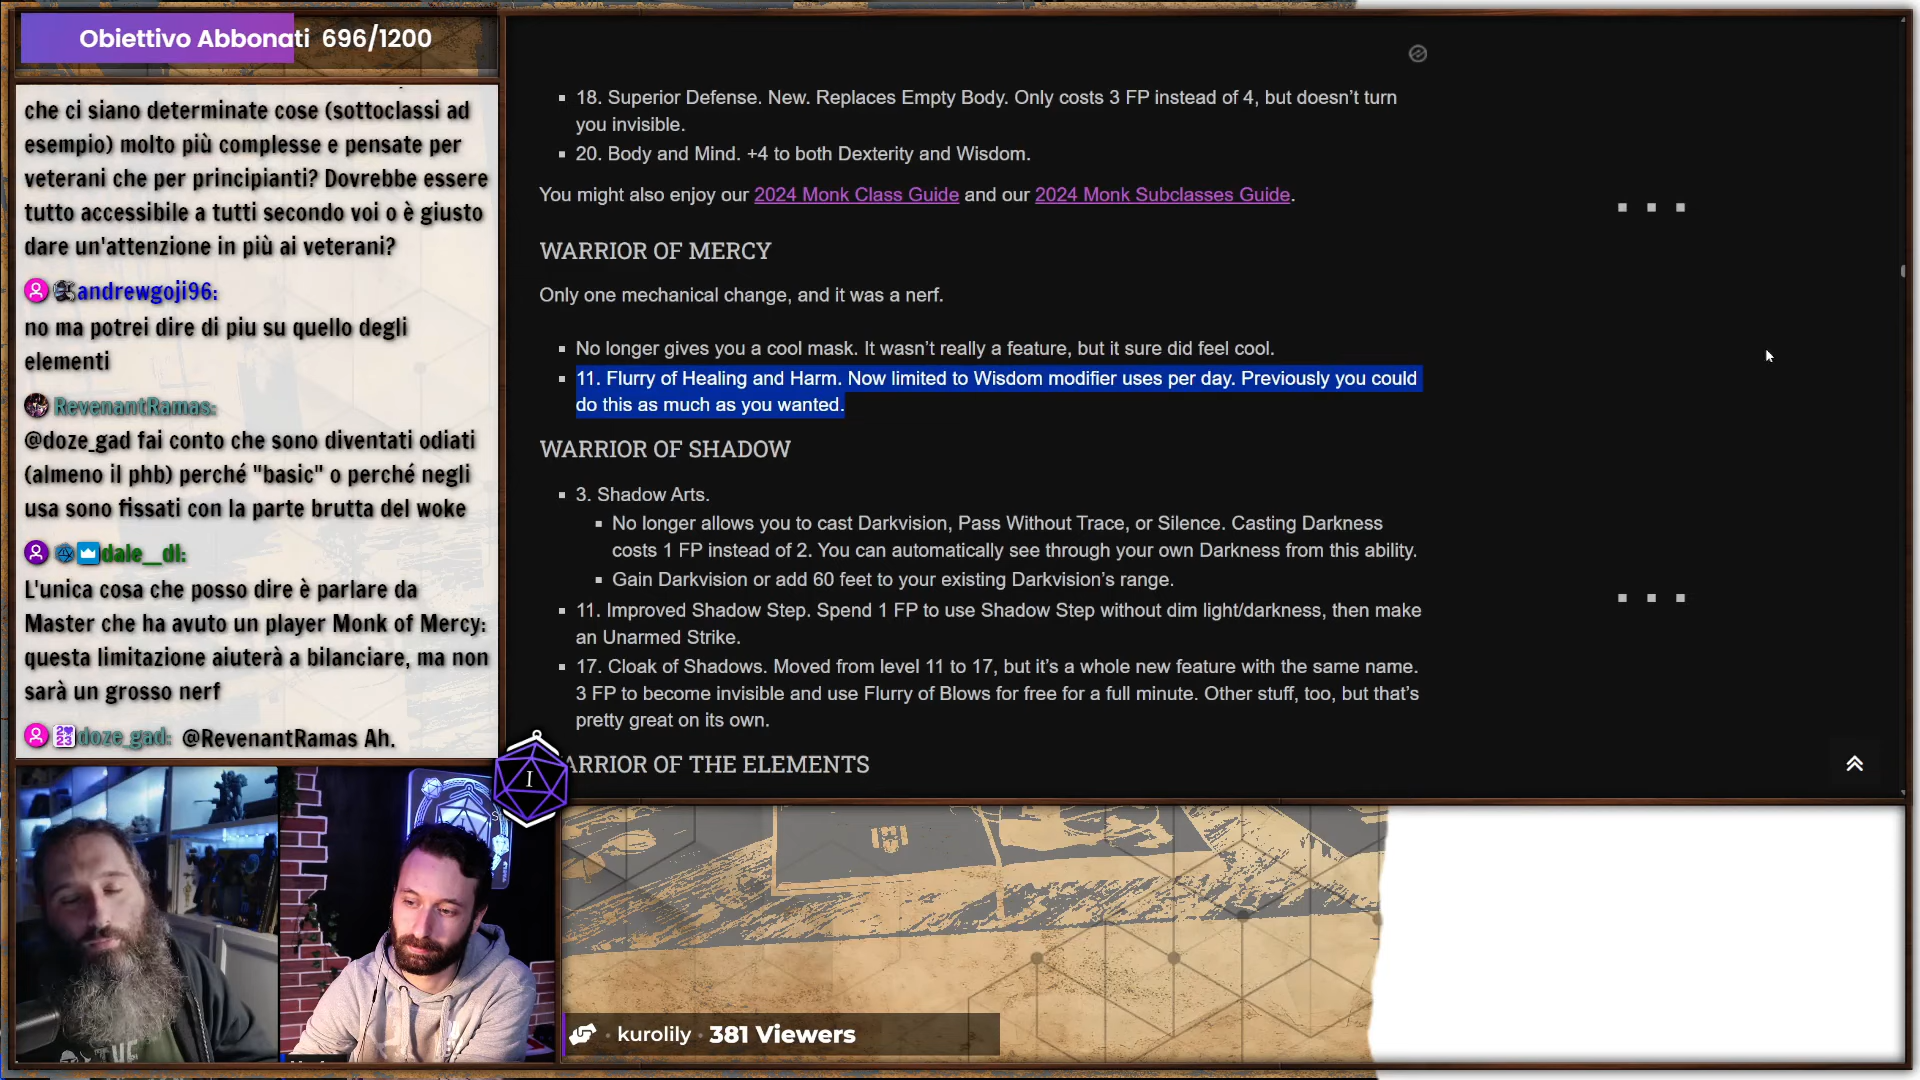 Obiettivo Abbonati 696/1200
che ci siano determinate cose (sottoclassi ad
esempio) molto più complesse e pensate per
veterani che per principianti? Dovrebbe essere
tutto accessibile a tutti secondo voi o è giusto
dare un'attenzione in più ai veterani?
andrewgoji96:
no ma potrei dire di piu su quello degli
elementi
RevenantRamas:
@doze_gad fai conto che sono diventati odiati
(almeno il phb) perché "basic" o perché negli
usa sono fissati con la parte brutta del woke
dale__dl:
L'unica cosa che posso dire è parlare da
Master che ha avuto un player Monk of Mercy:
questa limitazione aiuterà a bilanciare, ma non
sarà un grosso nerf
doze_gad: @RevenantRamas Ah.
18. Superior Defense. New. Replaces Empty Body. Only costs 3 FP instead of 4, but doesn't turn
you invisible.
20. Body and Mind. +4 to both Dexterity and Wisdom.
You might also enjoy our 2024 Monk Class Guide and our 2024 Monk Subclasses Guide.
WARRIOR OF MERCY
Only one mechanical change, and it was a nerf.
No longer gives you a cool mask. It wasn't really a feature, but it sure did feel cool.
11. Flurry of Healing and Harm. Now limited to Wisdom modifier uses per day. Previously you could
do this as much as you wanted.
WARRIOR OF SHADOW
3. Shadow Arts.
No longer allows you to cast Darkvision, Pass Without Trace, or Silence. Casting Darkness
costs 1 FP instead of 2. You can automatically see through your own Darkness from this ability.
Gain Darkvision or add 60 feet to your existing Darkvision's range.
11. Improved Shadow Step. Spend 1 FP to use Shadow Step without dim light/darkness, then make
an Unarmed Strike.
17. Cloak of Shadows. Moved from level 11 to 17, but it's a whole new feature with the same name.
3 FP to become invisible and use Flurry of Blows for free for a full minute. Other stuff, too, but that's
pretty great on its own.
ARRIOR OF THE ELEMENTS
I
kurolily · 381 Viewers